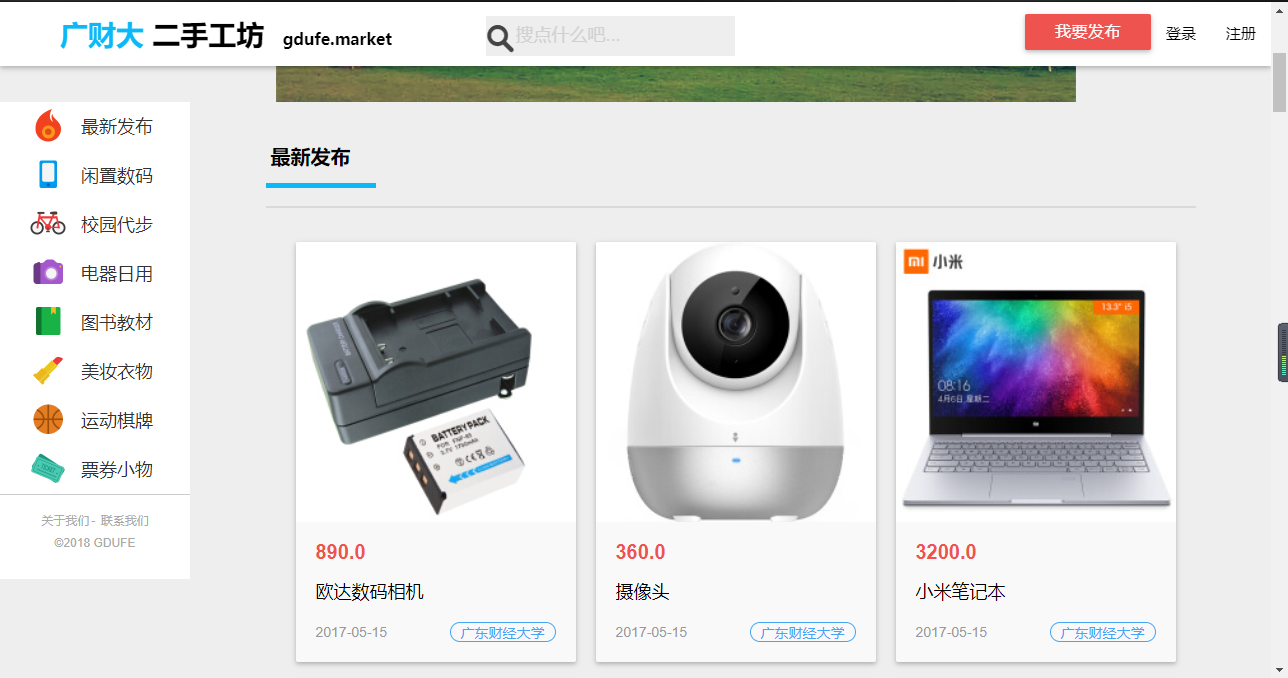 广财大 二手工坊 gdufe.market
搜点什么吧...
我要发布 登录 注册
最新发布
闲置数码
校园代步
电器日用
图书教材
美妆衣物
运动棋牌
票券小物
关于我们 - 联系我们
©2018 GDUFE
最新发布
BATTERY PACK
小米
13.3" i5
08:16
4月6日,星期二
890.0
欧达数码相机
2017-05-15 广东财经大学
360.0
摄像头
2017-05-15 广东财经大学
3200.0
小米笔记本
2017-05-15 广东财经大学